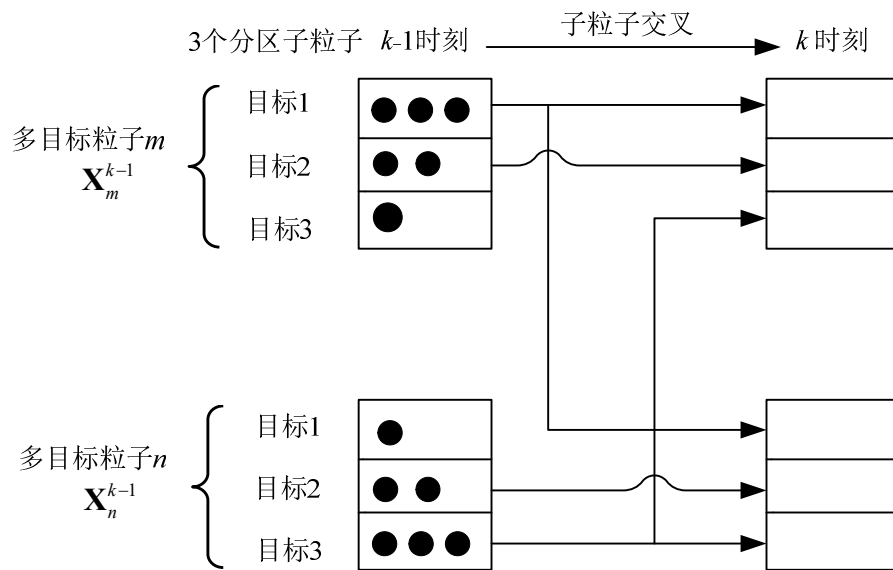 3个分区子粒子 k-1时刻 子粒子交叉 k 时刻
目标1
多目标粒子m
X_m^{k-1}
目标2
目标3
目标1
多目标粒子n
X_n^{k-1}
目标2
目标3